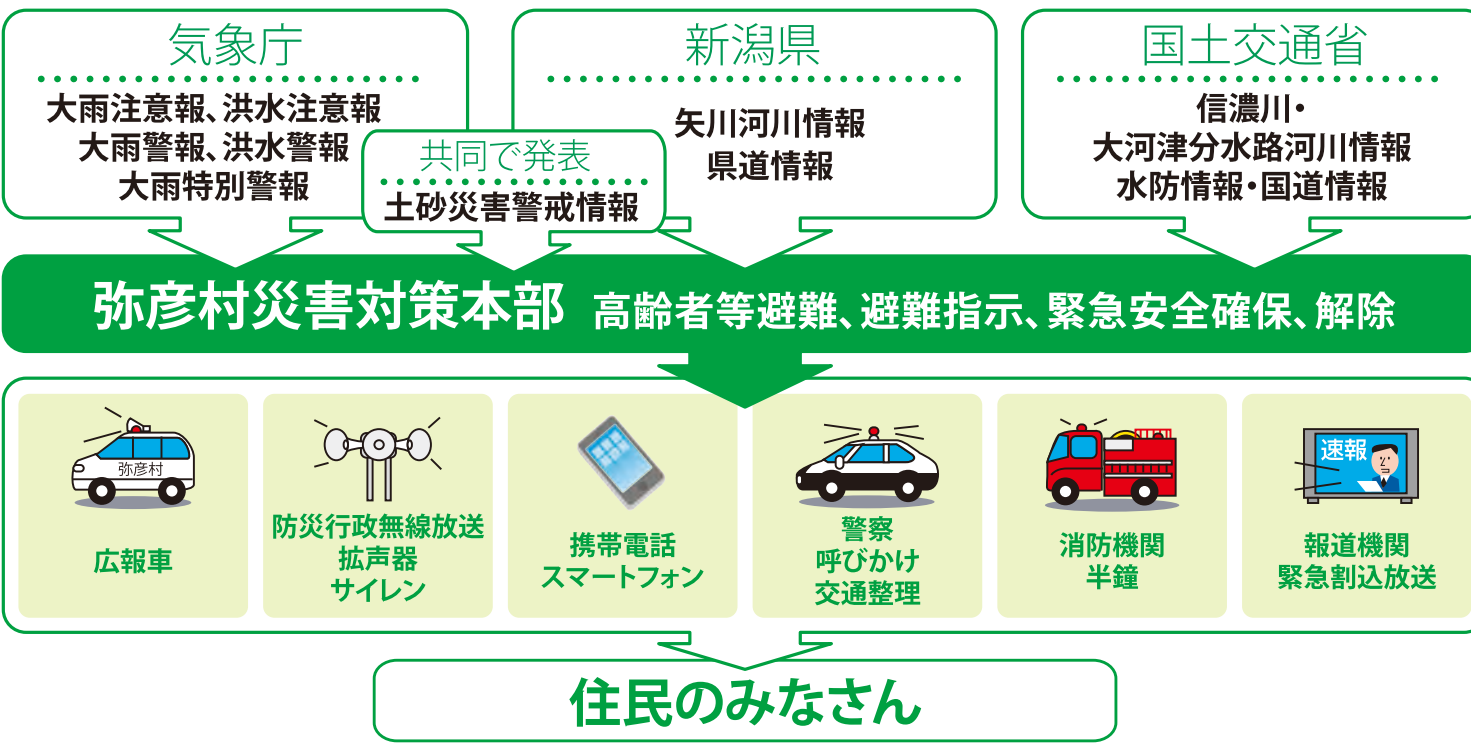 気象庁
大雨注意報、洪水注意報
大雨警報、洪水警報
大雨特別警報
共同で発表
土砂災害警戒情報
新潟県
矢川河川情報
県道情報
国土交通省
信濃川・
大河津分水路河川情報
水防情報・国道情報
弥彦村災害対策本部 高齢者等避難、避難指示、緊急安全確保、解除
弥彦村
広報車
防災行政無線放送
拡声器
サイレン
携帯電話
スマートフォン
警察
呼びかけ
交通整理
消防機関
半鐘
速報
報道機関
緊急割込放送
住民のみなさん